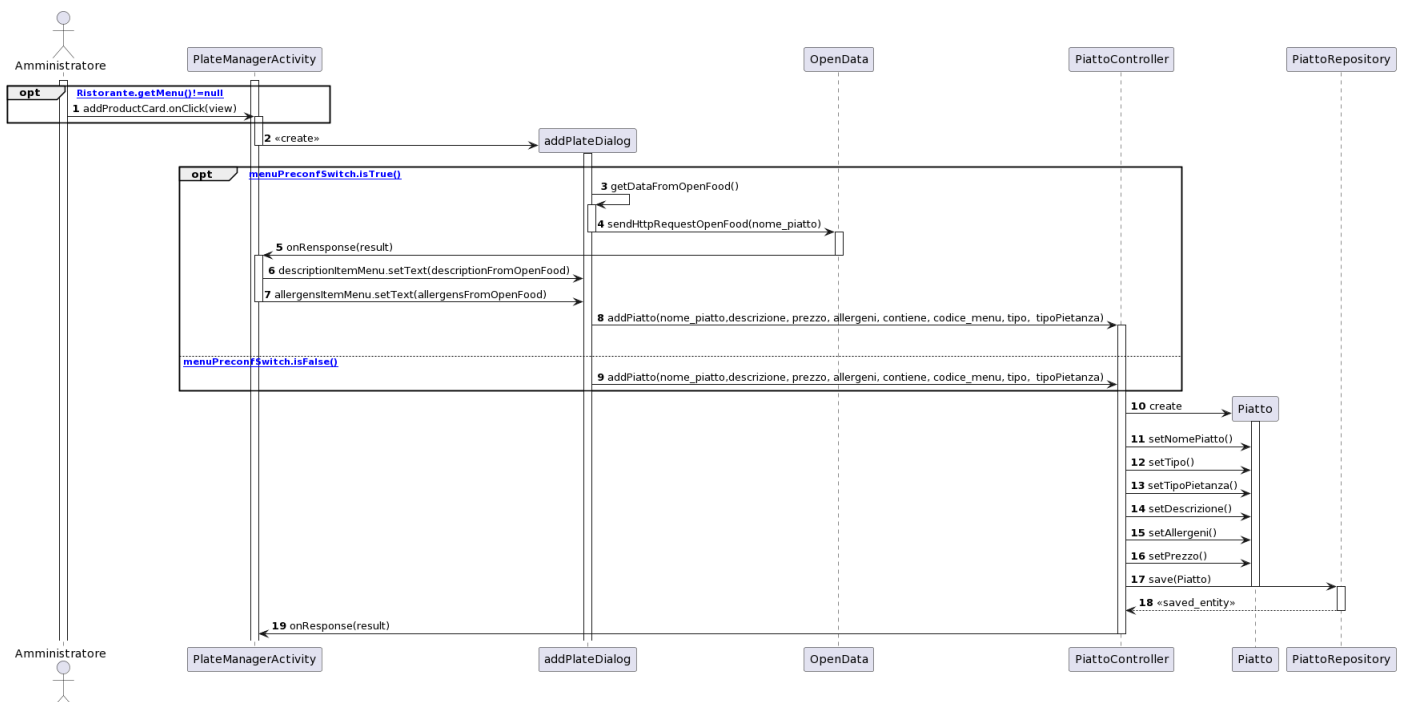 Amministratore
PlateManagerActivity
OpenData
PiattoController
PiattoRepository
opt Ristorante.getMenu()!=null
1 addProductCard.onClick(view)
2 «create»
addPlateDialog
opt menuPreconfSwitch.isTrue()
3 getDataFromOpenFood()
4 sendHttpRequestOpenFood(nome_piatto)
5 onRensponse(result)
6 descriptionItemMenu.setText(descriptionFromOpenFood)
7 allergensItemMenu.setText(allergensFromOpenFood)
8 addPiatto(nome_piatto,descrizione, prezzo, allergeni, contiene, codice_menu, tipo, tipoPietanza)
menuPreconfSwitch.isFalse()
9 addPiatto(nome_piatto,descrizione, prezzo, allergeni, contiene, codice_menu, tipo, tipoPietanza)
10 create
Piatto
11 setNomePiatto()
12 setTipo()
13 setTipoPietanza()
14 setDescrizione()
15 setAllergeni()
16 setPrezzo()
17 save(Piatto)
18 «saved_entity»
19 onResponse(result)
Amministratore
PlateManagerActivity
addPlateDialog
OpenData
PiattoController
Piatto
PiattoRepository